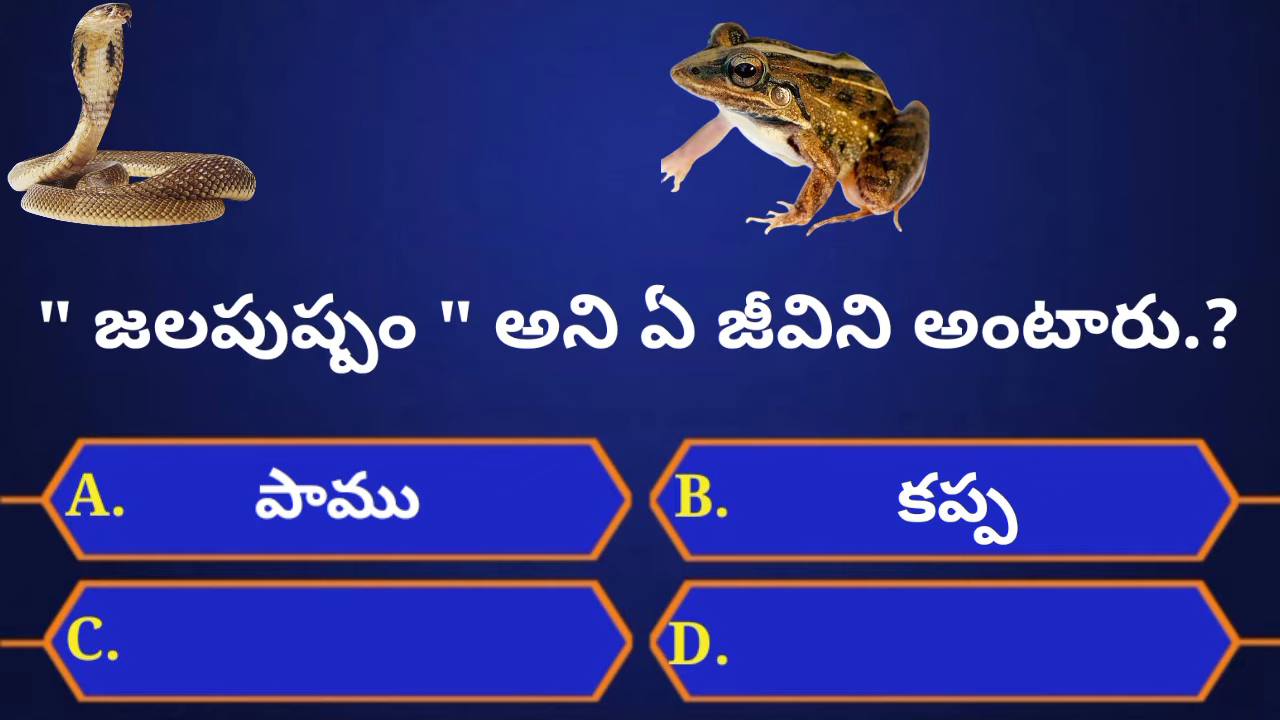 " జలపుష్పం " అని ఏ జీవిని అంటారు.?
A. పాము
B. కప్ప
C.
D.